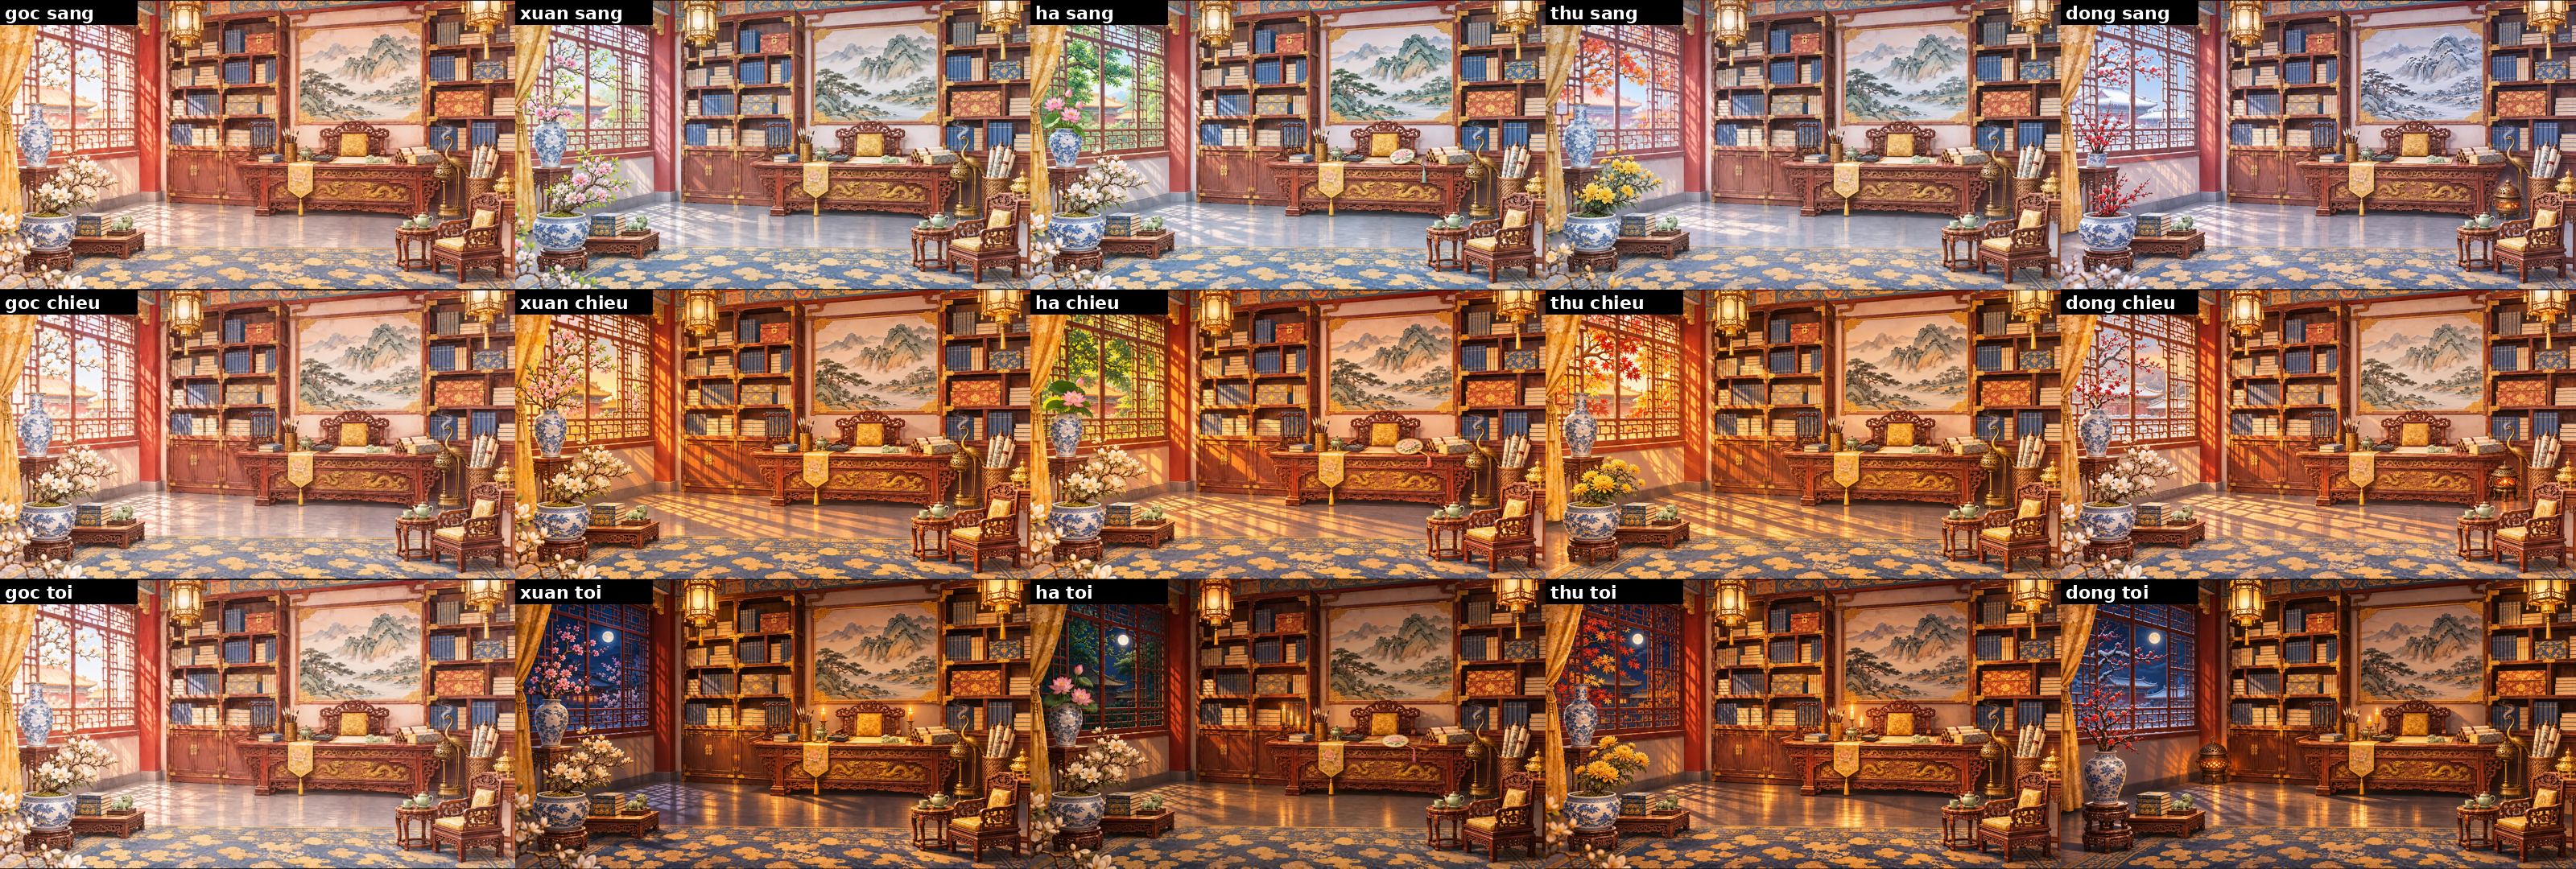 goc sang
xuan sang
ha sang
thu sang
dong sang
goc chieu
xuan chieu
ha chieu
thu chieu
dong chieu
goc toi
xuan toi
ha toi
thu toi
dong toi